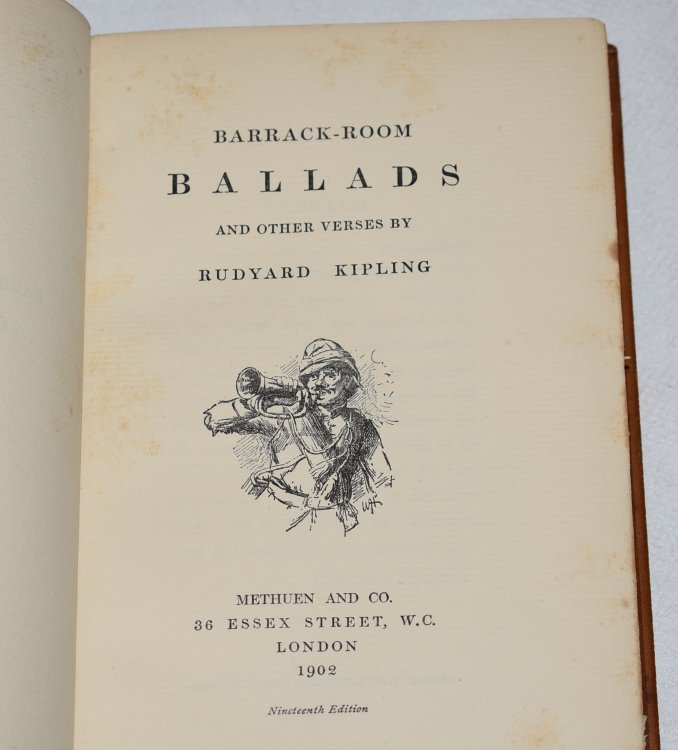 BARRACK-ROOM
BALLADS
AND OTHER VERSES BY
RUDYARD KIPLING
METHUEN AND CO.
36 ESSEX STREET, W.C.
LONDON
1902
Nineteenth Edition